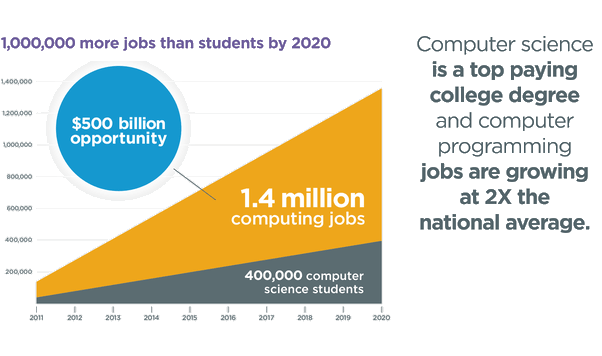 1,000,000 more jobs than students by 2020
1,400,000
1,200,000
1,000,000
800,000
600,000
400,000
200,000
$500 billion
opportunity
1.4 million
computing jobs
400,000 computer
science students
2011
2012
2013
2014
2015
2016
2017
2018
2019
2020
Computer science
is a top paying
college degree
and computer
programming
jobs are growing
at 2X the
national average.